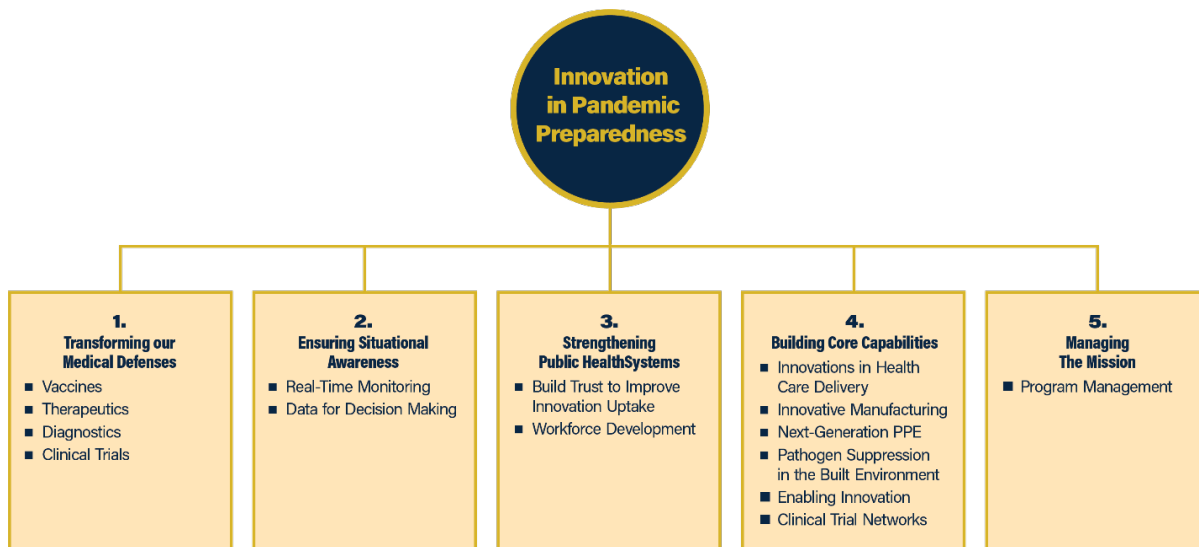 Innovation
in Pandemic
Preparedness
1.
Transforming our
Medical Defenses
■ Vaccines
■ Therapeutics
■ Diagnostics
■ Clinical Trials
2.
Ensuring Situational
Awareness
■ Real-Time Monitoring
■ Data for Decision Making
3.
Strengthening
Public HealthSystems
■ Build Trust to Improve
Innovation Uptake
■ Workforce Development
4.
Building Core Capabilities
■ Innovations in Health
Care Delivery
■ Innovative Manufacturing
■ Next-Generation PPE
■ Pathogen Suppression
in the Built Environment
■ Enabling Innovation
■ Clinical Trial Networks
5.
Managing
The Mission
■ Program Management